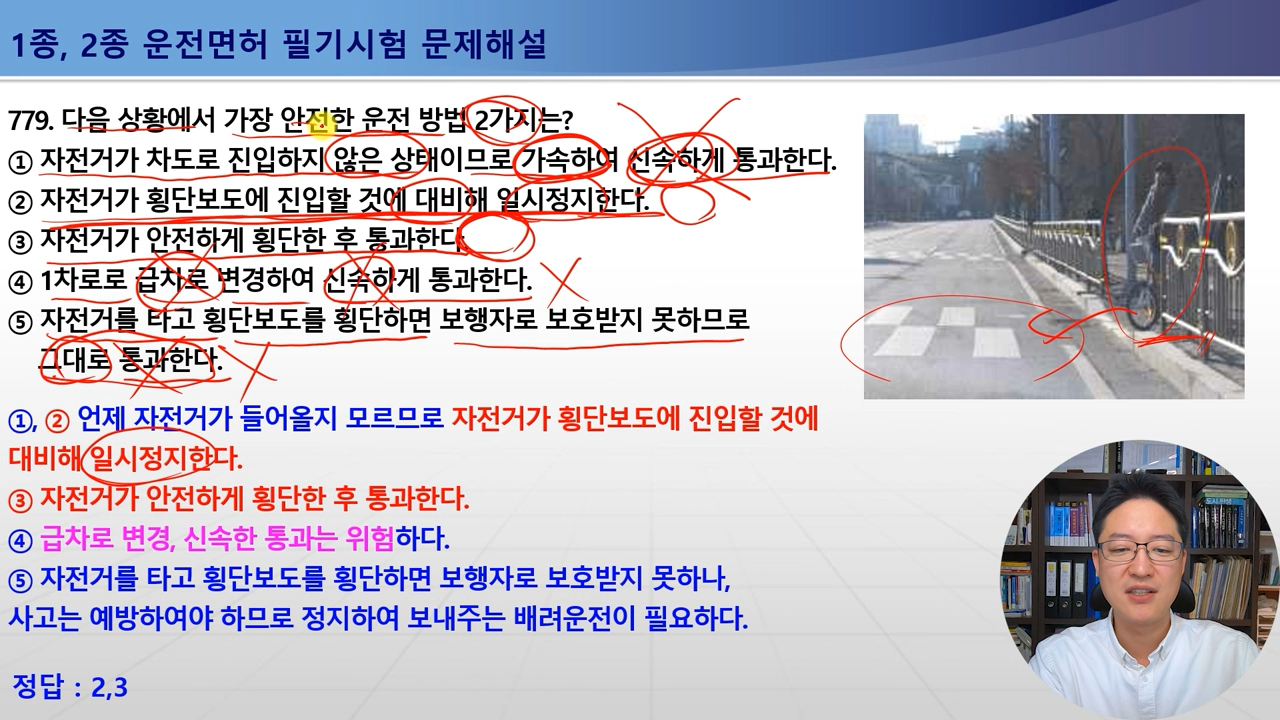 1종, 2종 운전면허 필기시험 문제해설
779. 다음 상황에서 가장 안전한 운전 방법 2가지는?
① 자전거가 차도로 진입하지 않은 상태이므로 가속하여 신속하게 통과한다.
② 자전거가 횡단보도에 진입할 것에 대비해 일시정지한다.
③ 자전거가 안전하게 횡단한 후 통과한다.
④ 1차로로 급차로 변경하여 신속하게 통과한다.
⑤ 자전거를 타고 횡단보도를 횡단하면 보행자로 보호받지 못하므로
그대로 통과한다.
①, ② 언제 자전거가 들어올지 모르므로 자전거가 횡단보도에 진입할 것에
대비해 일시정지한다.
③ 자전거가 안전하게 횡단한 후 통과한다.
④ 급차로 변경, 신속한 통과는 위험하다.
⑤ 자전거를 타고 횡단보도를 횡단하면 보행자로 보호받지 못하나,
사고는 예방하여야 하므로 정지하여 보내주는 배려운전이 필요하다.
정답 : 2,3